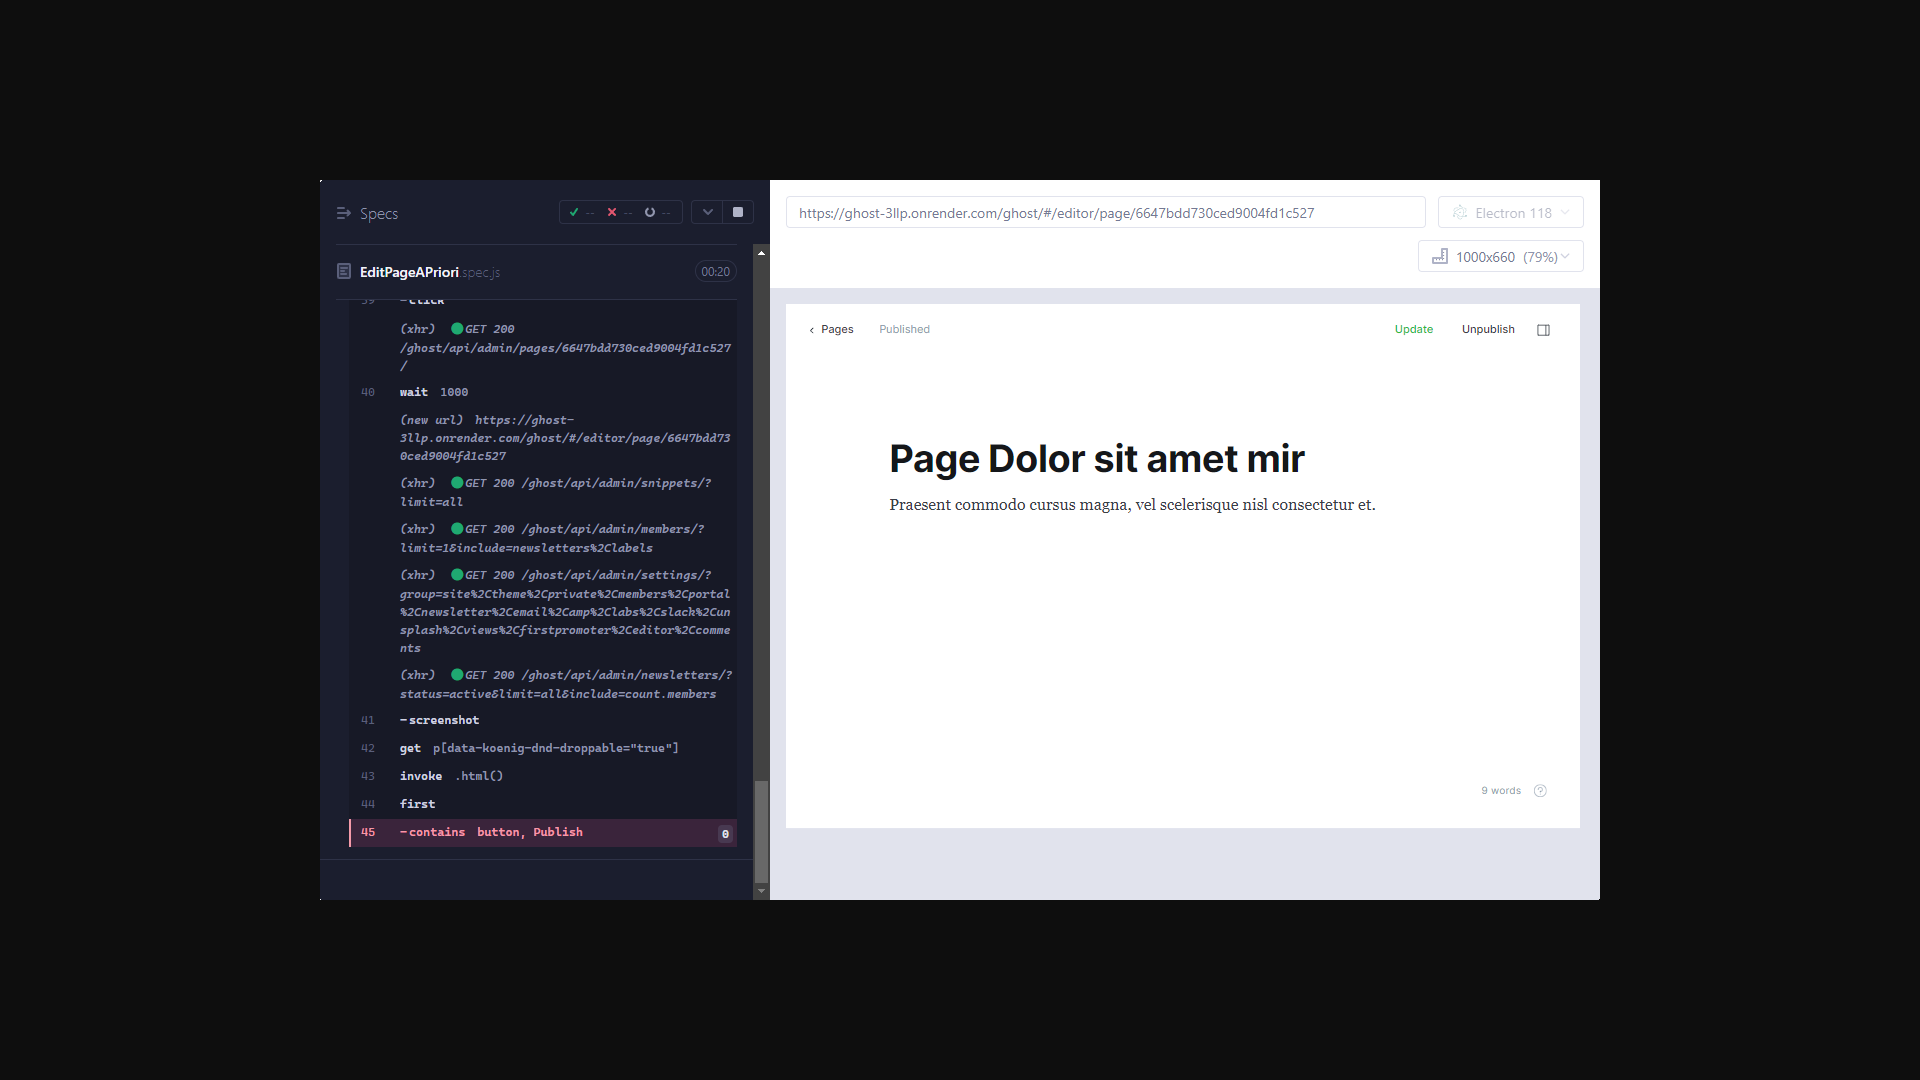 Specs
-- -- --
https://ghost-3llp.onrender.com/ghost/#/editor/page/6647bdd730ced9004fd1c527
Electron 118
1000x660 (79%)
EditPageAPriori.spec.js
00:20
39 -click
(xhr) GET 200
/ghost/api/admin/pages/6647bdd730ced9004fd1c527
/
40 wait 1000
(new url) https://ghost-
3llp.onrender.com/ghost/#/editor/page/6647bdd73
0ced9004fd1c527
(xhr) GET 200 /ghost/api/admin/snippets/?
limit=all
(xhr) GET 200 /ghost/api/admin/members/?
limit=1&include=newsletters%2Clabels
(xhr) GET 200 /ghost/api/admin/settings/?
group=site%2Ctheme%2Cprivate%2Cmembers%2Cportal
%2Cnewsletter%2Cemail%2Camp%2Clabs%2Cslack%2Cun
splash%2Cviews%2Cfirstpromoter%2Ceditor%2Ccomme
nts
(xhr) GET 200 /ghost/api/admin/newsletters/?
status=active&limit=all&include=count.members
41 -screenshot
42 get p[data-koenig-dnd-droppable="true"]
43 invoke .html()
44 first
45 -contains button, Publish 0
Pages Published Update Unpublish
Page Dolor sit amet mir
Praesent commodo cursus magna, vel scelerisque nisl consectetur et.
9 words ?